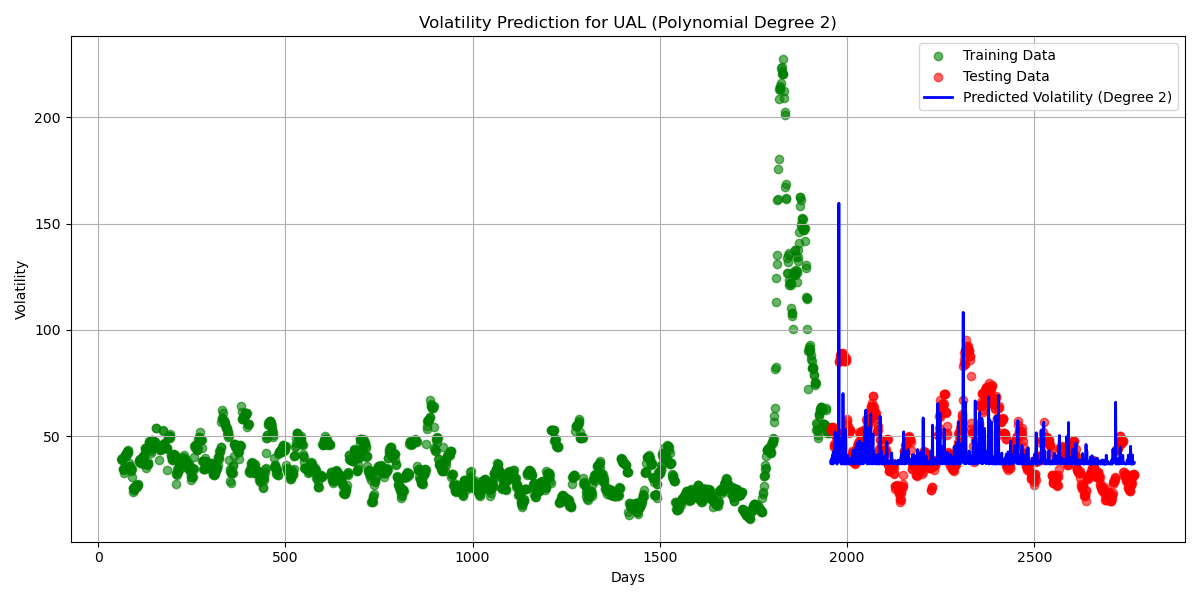 Volatility Prediction for UAL (Polynomial Degree 2)
Training Data
Testing Data
Predicted Volatility (Degree 2)
Volatility
200
150
100
50
0
500
1000
1500
2000
2500
Days